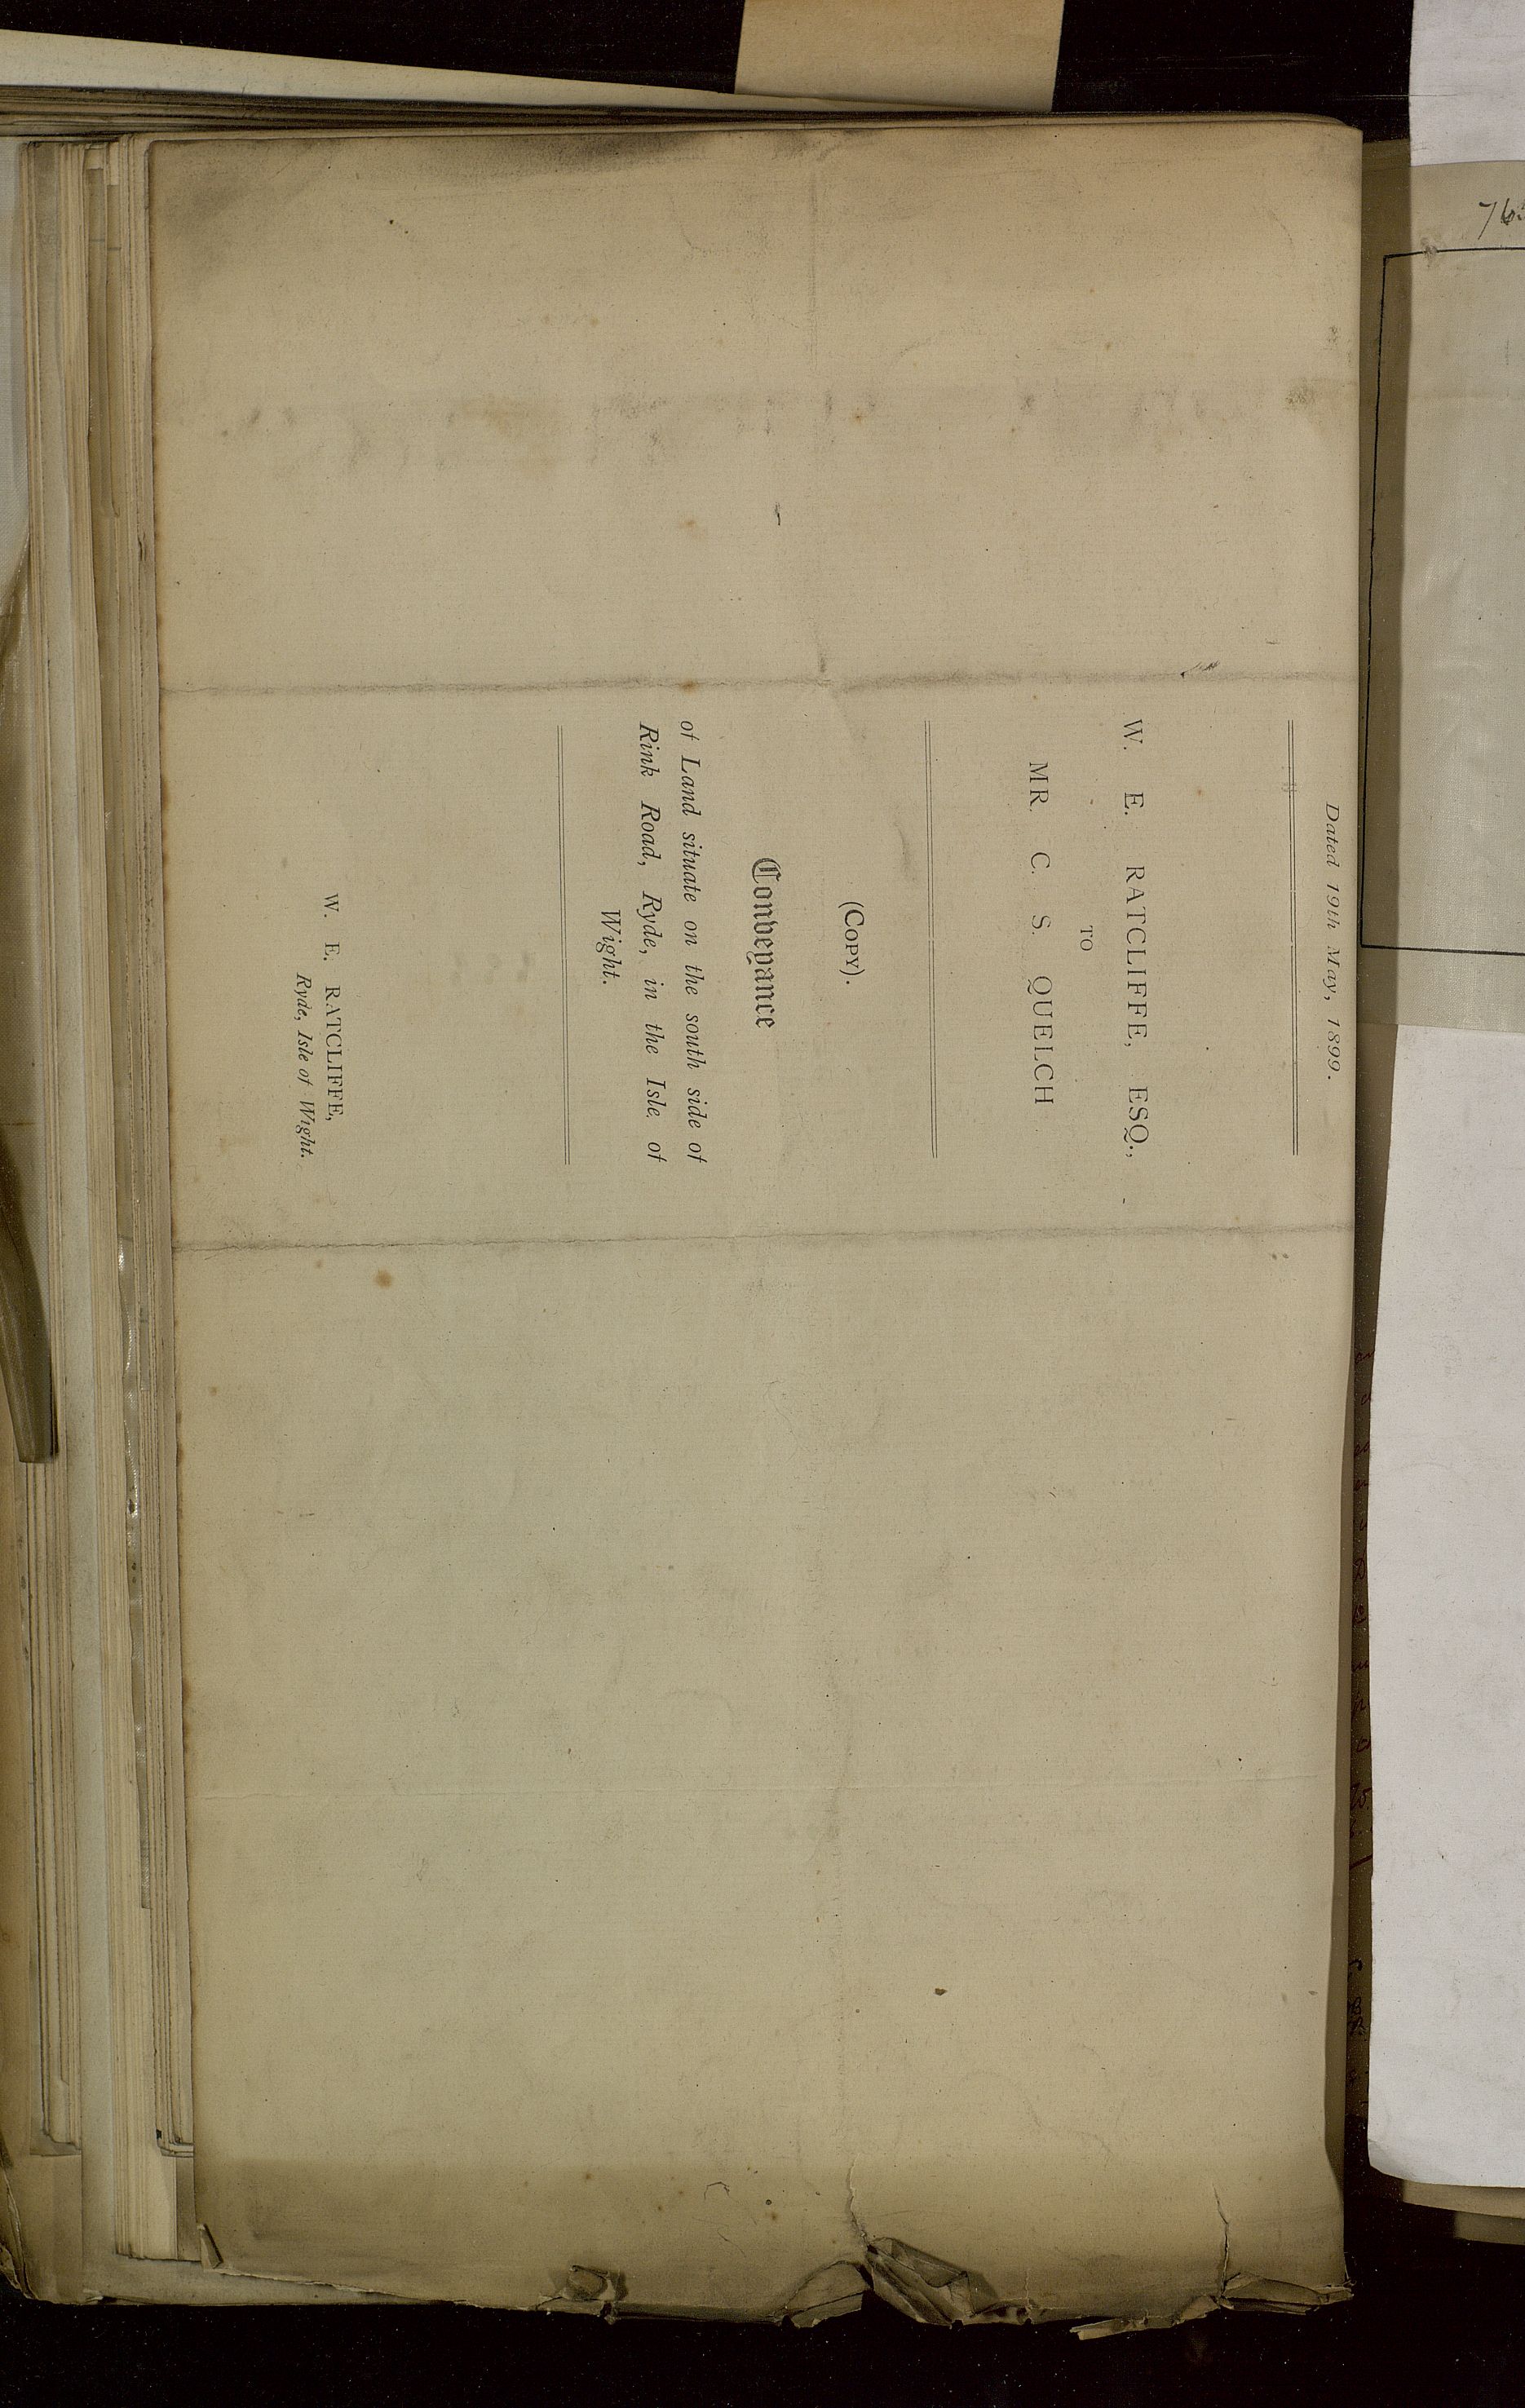 Dated 19th May, 1899.
W. E. RATCLIFFE, ESQ.,
TO
MR. C. S. QUELCH
(COPY).
Conveyance
of Land situate on the south side of
Rink Road, Ryde, in the Isle of
Wight.
W. E. RATCLIFFE,
Ryde, Isle of Wight.